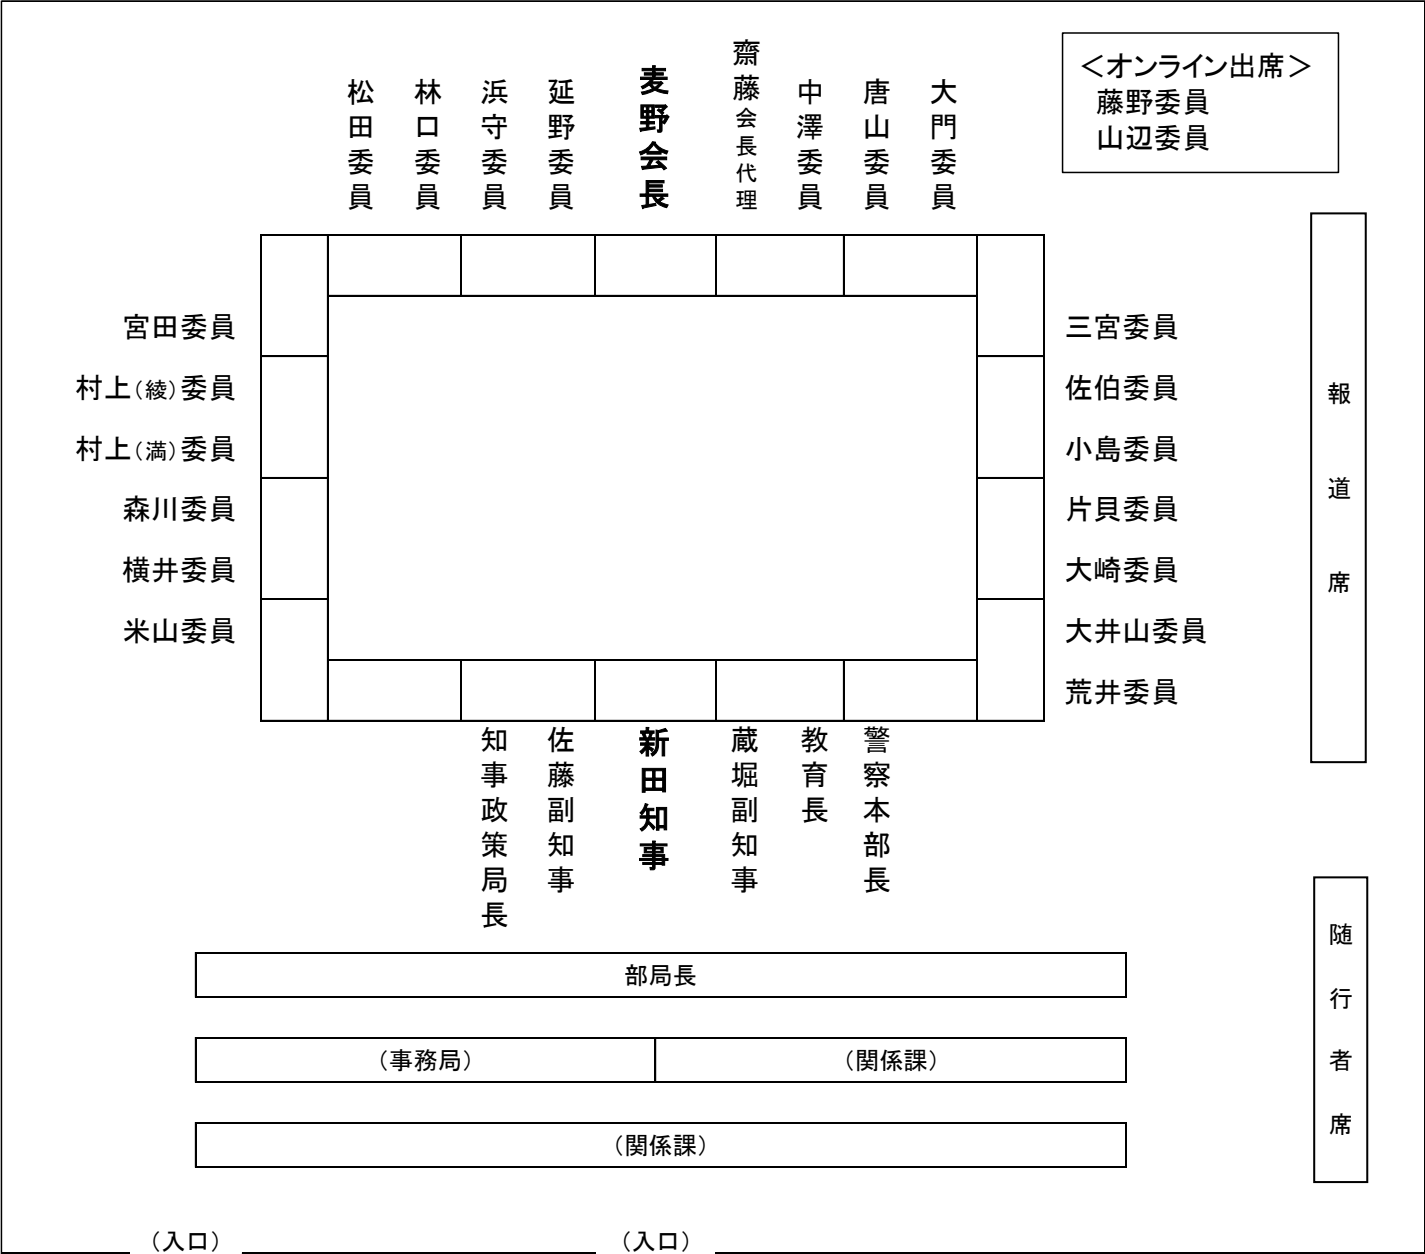 松田委員
林口委員
浜守委員
延野委員
麦野会長
齋藤会長代理
中澤委員
唐山委員
大門委員
＜オンライン出席＞
藤野委員
山辺委員
宮田委員
村上（綾）委員
村上（満）委員
森川委員
横井委員
米山委員
三宮委員
佐伯委員
小島委員
片貝委員
大崎委員
大井山委員
荒井委員
報道席
知事政策局長
佐藤副知事
新田知事
蔵堀副知事
教育長
警察本部長
随行者席
部局長
（事務局）
（関係課）
（関係課）
（入口）
（入口）